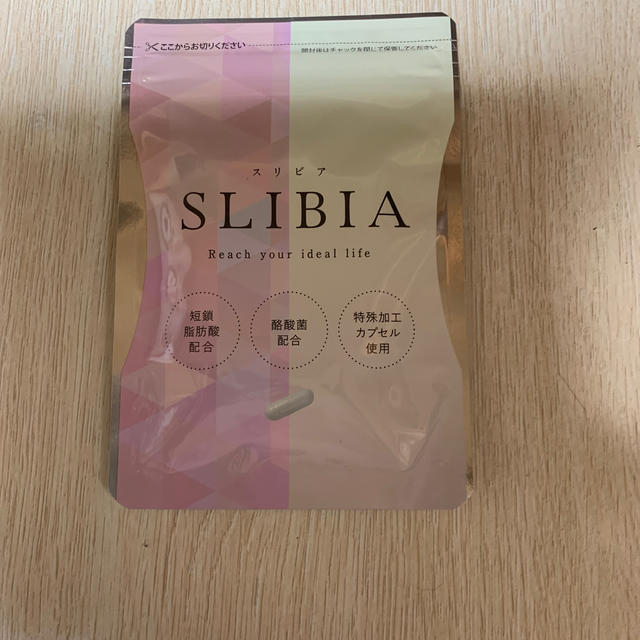 ここからお切りください
開封後はチャックを閉じて保管してください
スリビア
SLIBIA
Reach your ideal life
短鎖
脂肪酸
配合
酪酸菌
配合
特殊加工
カプセル
使用